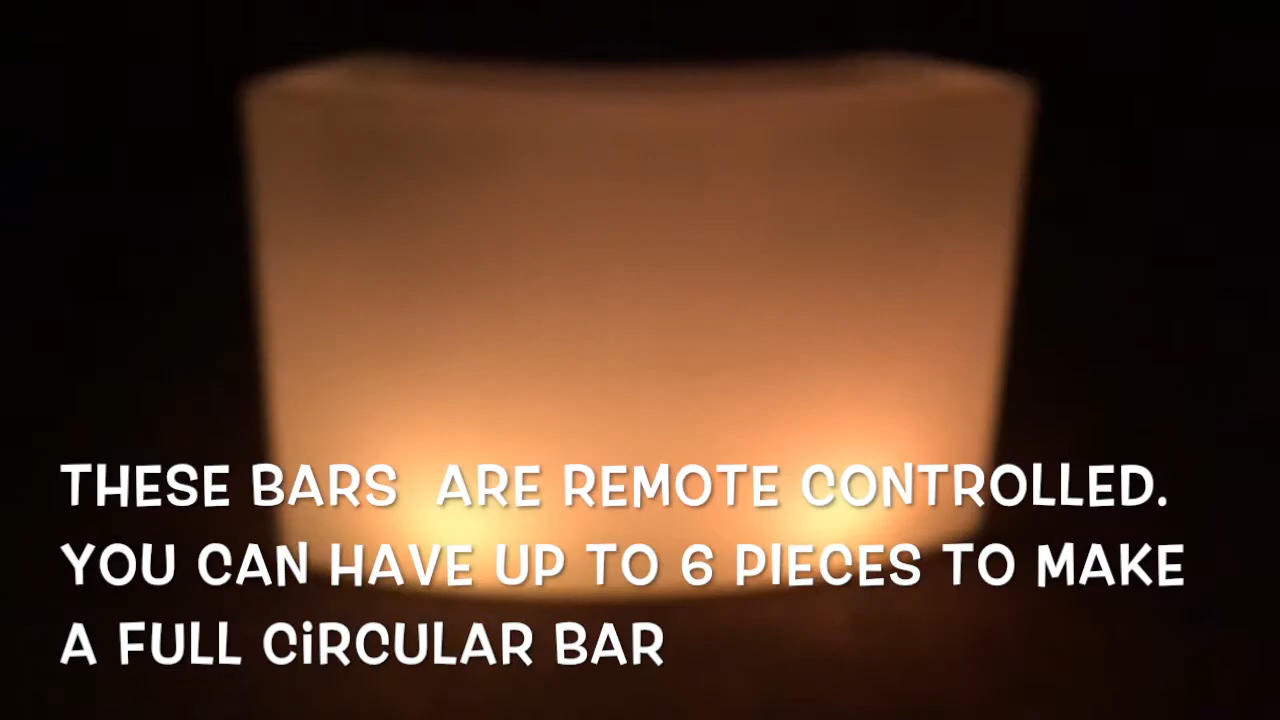 THESE BARS  ARE REMOTE CONTROLLED.
YOU CAN HAVE UP TO 6 PIECES TO MAKE
A FULL CiRCULAR BAR